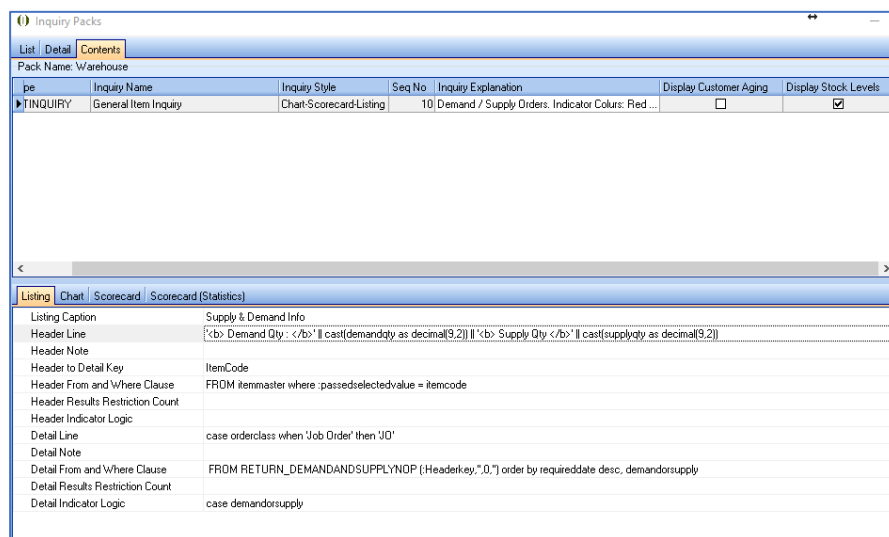 Inquiry Packs
List Detail Contents
Pack Name: Warehouse
pe Inquiry Name Inquiry Style Seq No Inquiry Explanation Display Customer Aging Display Stock Levels
TINQUIRY General Item Inquiry Chart-Scorecard-Listing 10 Demand / Supply Orders. Indicator Colurs: Red ...
Listing Chart Scorecard Scorecard (Statistics)
Listing Caption Supply & Demand Info
Header Line '<b> Demand Qty : </b>' || cast(demandqty as decimal(9,2)) || '<b> Supply Qty </b>' || cast(supplyqty as decimal(9,2))
Header Note
Header to Detail Key ItemCode
Header From and Where Clause FROM itemmaster where :passedselectedvalue = itemcode
Header Results Restriction Count
Header Indicator Logic
Detail Line case orderclass when 'Job Order' then 'JO'
Detail Note
Detail From and Where Clause FROM RETURN_DEMANDANDSUPPLYNOP (:Headerkey,'',0,'') order by requireddate desc, demandorsupply
Detail Results Restriction Count
Detail Indicator Logic case demandorsupply